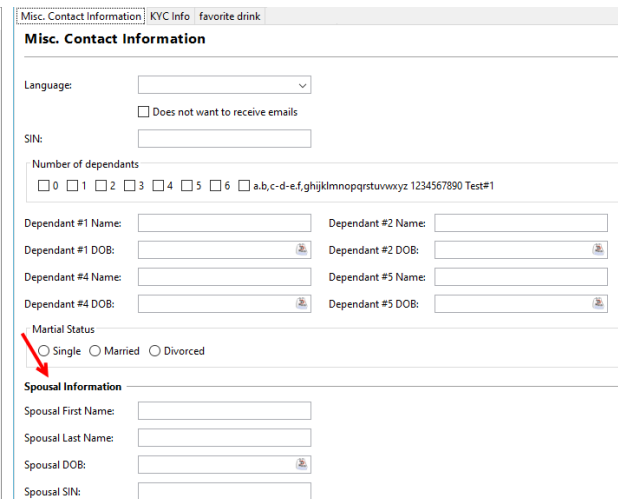 Misc. Contact Information KYC Info favorite drink
Misc. Contact Information
Language:
Does not want to receive emails
SIN:
Number of dependants
0 1 2 3 4 5 6 a.b,c-d-e.f,ghijklmnopqrstuvwxyz 1234567890 Test#1
Dependant #1 Name: Dependant #2 Name:
Dependant #1 DOB: Dependant #2 DOB:
Dependant #4 Name: Dependant #5 Name:
Dependant #4 DOB: Dependant #5 DOB:
Martial Status
Single Married Divorced
Spousal Information
Spousal First Name:
Spousal Last Name:
Spousal DOB:
Spousal SIN: